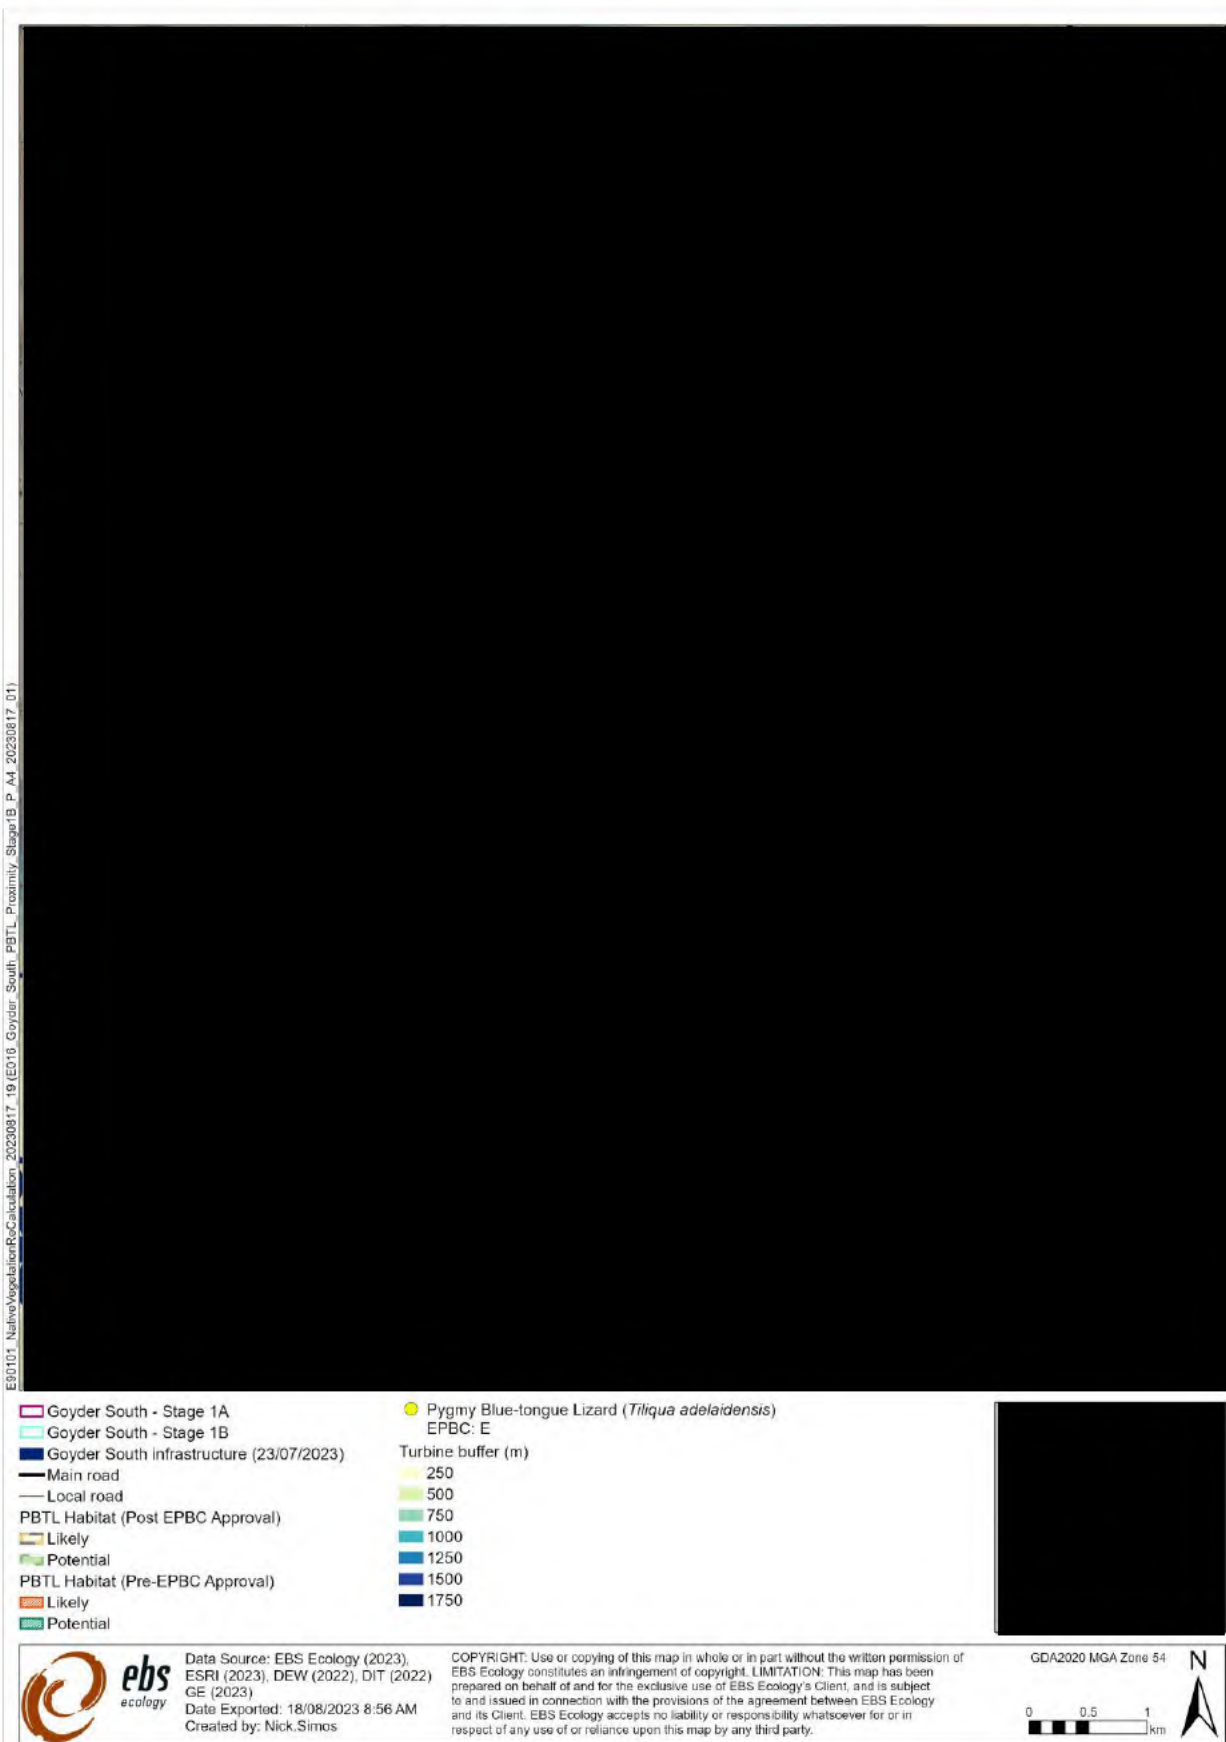 E90101_NativeVegetationReCalculation_20230817_19 (E016_Goyder_South_PBTL_Proximity_Stage1B_P_A4_20230817_01)
Goyder South - Stage 1A
Goyder South - Stage 1B
Goyder South infrastructure (23/07/2023)
Main road
Local road
PBTL Habitat (Post EPBC Approval)
Likely
Potential
PBTL Habitat (Pre-EPBC Approval)
Likely
Potential
Pygmy Blue-tongue Lizard (Tiliqua adelaidensis)
EPBC: E
Turbine buffer (m)
250
500
750
1000
1250
1500
1750
ebs
ecology
Data Source: EBS Ecology (2023),
ESRI (2023), DEW (2022), DIT (2022)
GE (2023)
Date Exported: 18/08/2023 8:56 AM
Created by: Nick.Simos
COPYRIGHT: Use or copying of this map in whole or in part without the written permission of
EBS Ecology constitutes an infringement of copyright. LIMITATION: This map has been
prepared on behalf of and for the exclusive use of EBS Ecology's Client, and is subject
to and issued in connection with the provisions of the agreement between EBS Ecology
and its Client. EBS Ecology accepts no liability or responsibility whatsoever for or in
respect of any use of or reliance upon this map by any third party.
GDA2020 MGA Zone 54
N
0 0.5 1
km